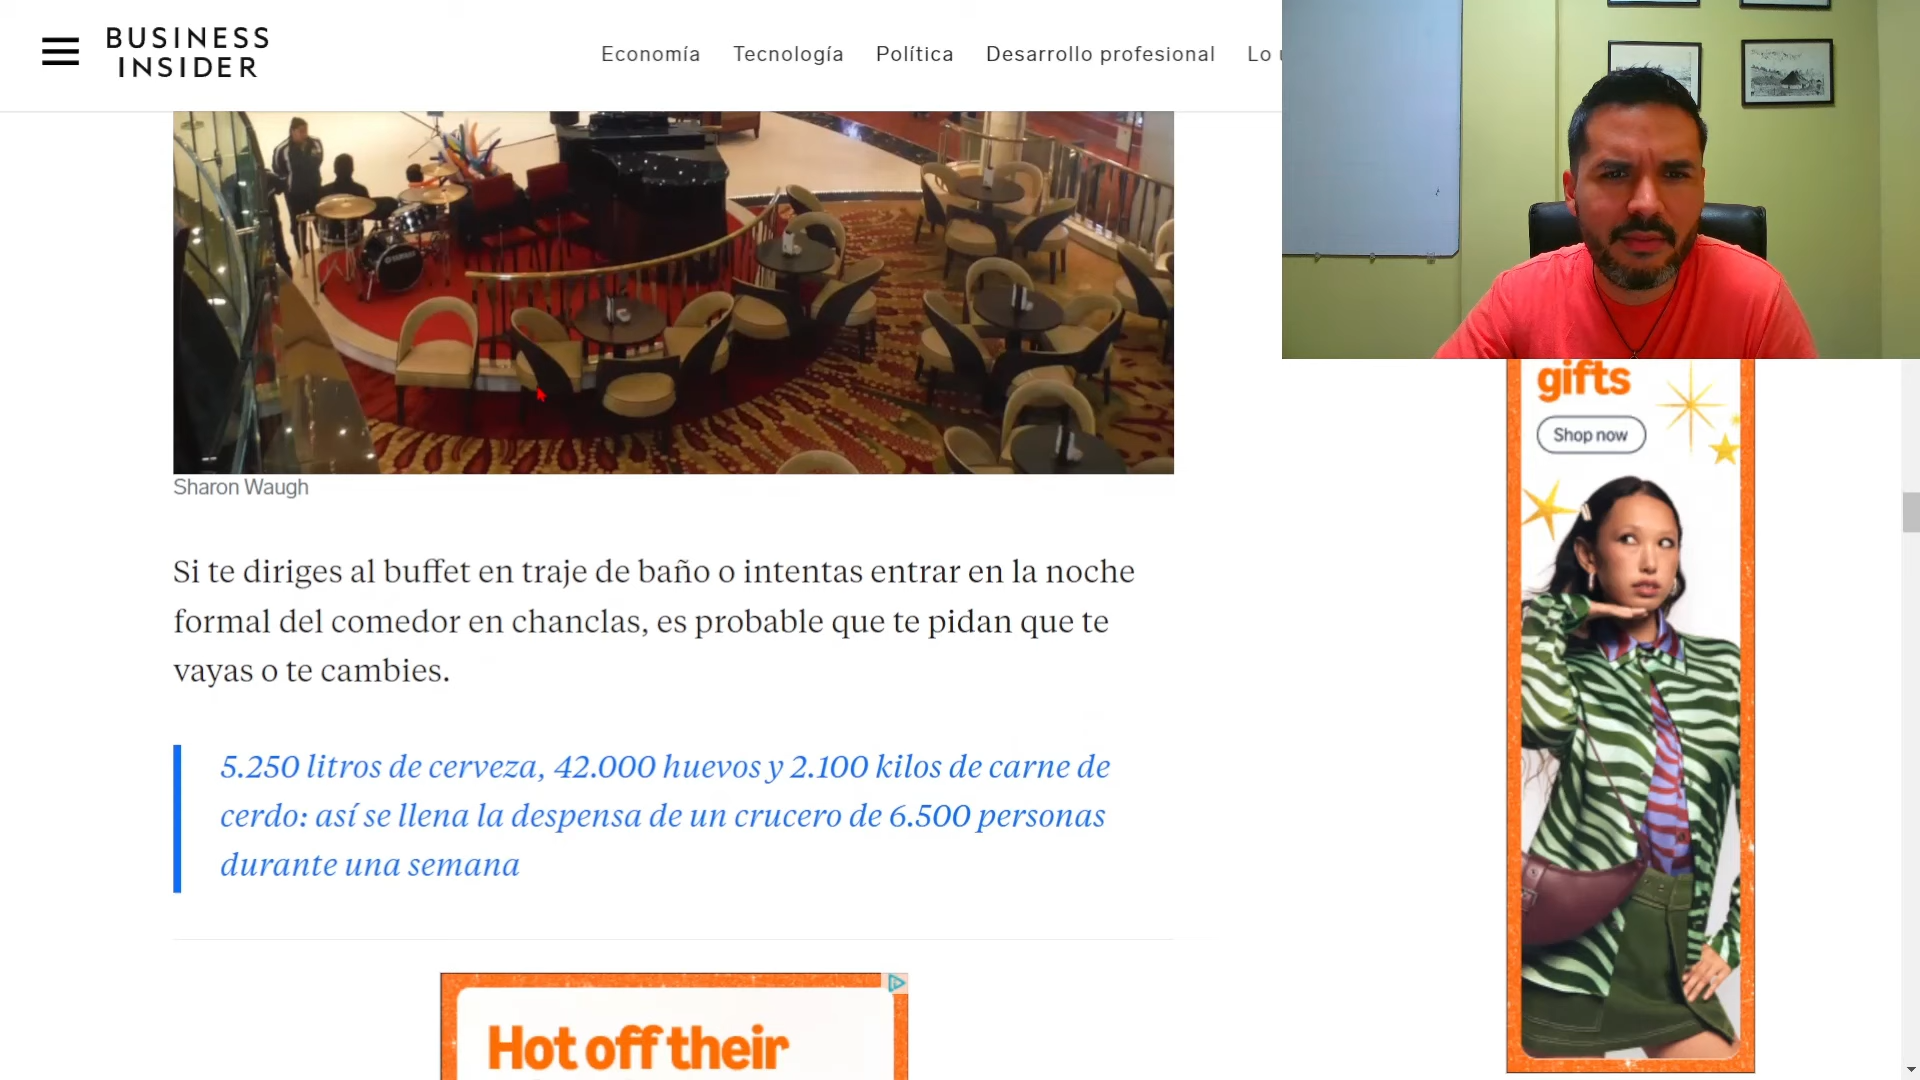 BUSINESS
INSIDER
Economía Tecnología Política Desarrollo profesional Lo
Sharon Waugh
Si te diriges al buffet en traje de baño o intentas entrar en la noche
formal del comedor en chanclas, es probable que te pidan que te
vayas o te cambies.
5.250 litros de cerveza, 42.000 huevos y 2.100 kilos de carne de
cerdo: así se llena la despensa de un crucero de 6.500 personas
durante una semana
Hot off their
gifts
Shop now